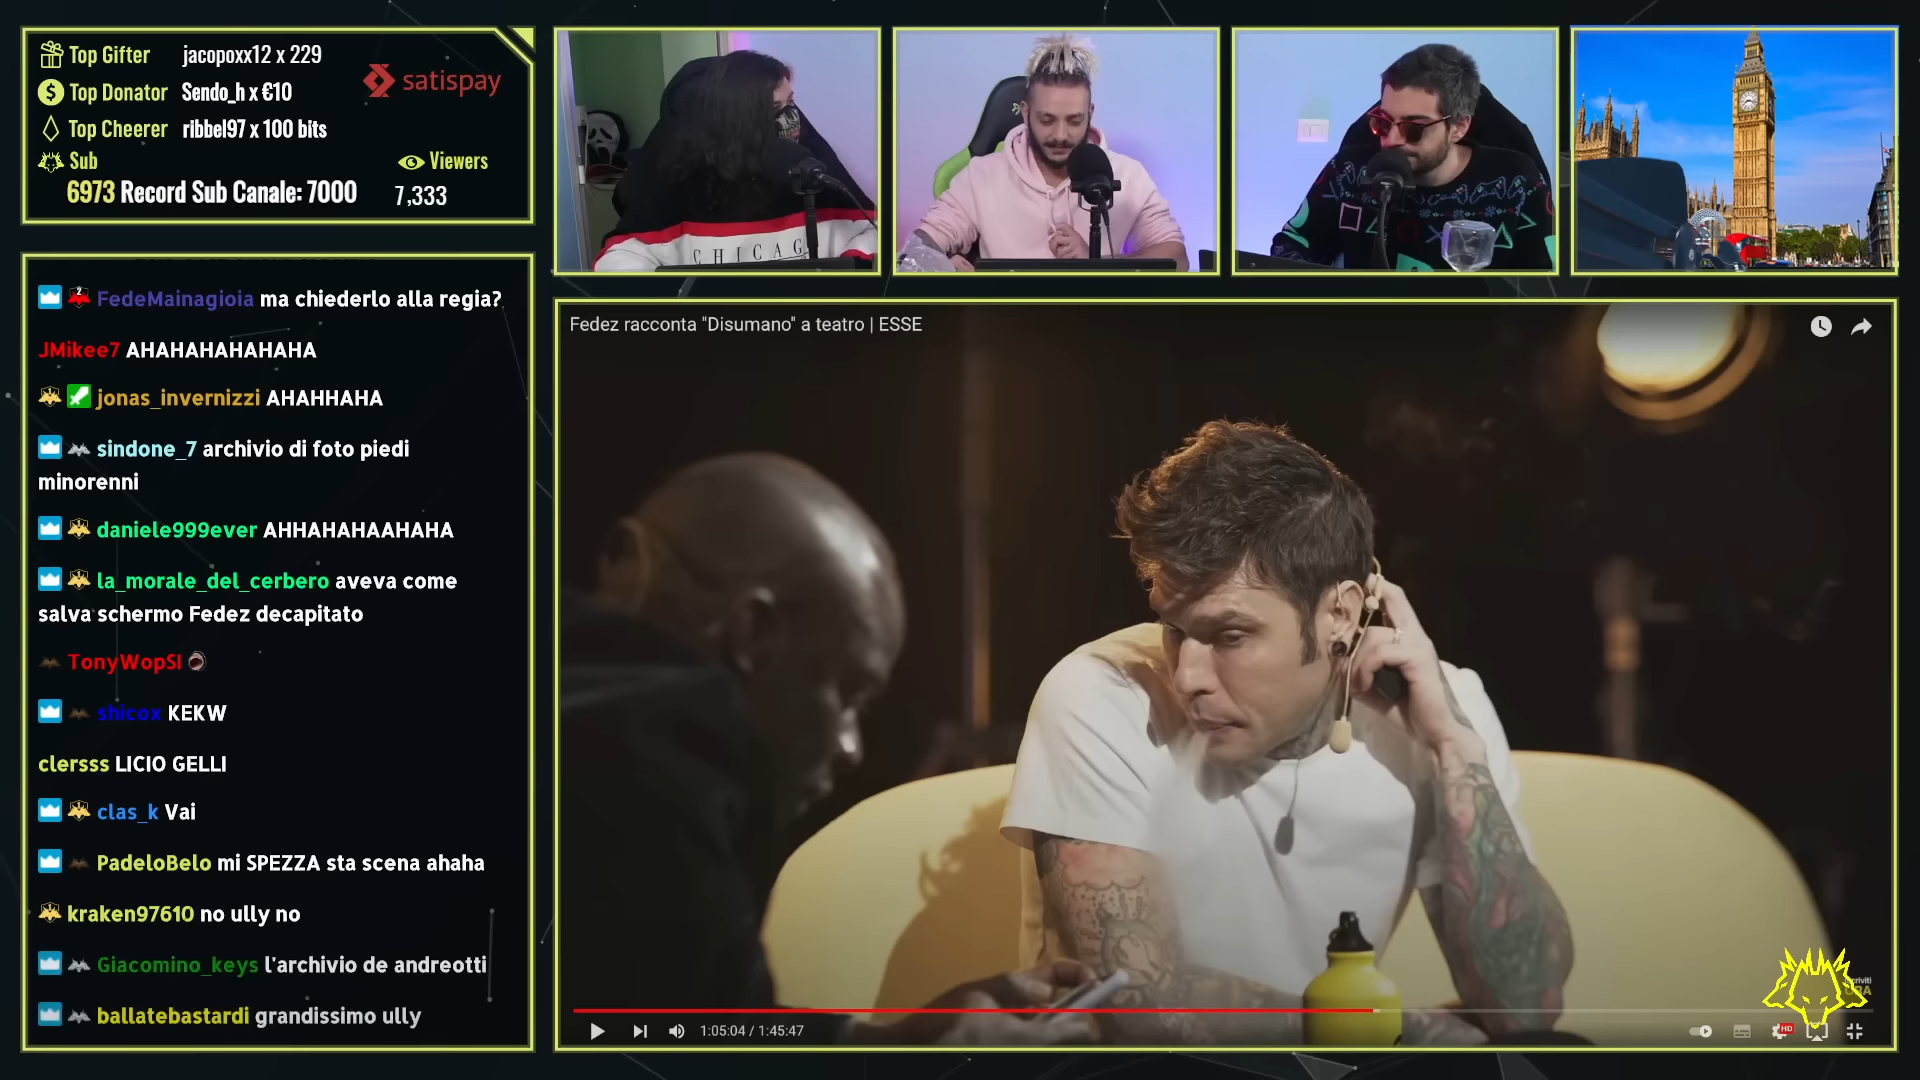 Top Gifter jacopoxx12 x 229
satispay
Top Donator Sendo_h x €10
Top Cheerer ribbel97 x 100 bits
Sub
Viewers
6973 Record Sub Canale: 7000
7,333
CHICAG
FedeMainagioia ma chiederlo alla regia?
JMikee7 AHAHAHAHAHAHA
jonas_invernizzi AHAHHAHA
sindone_7 archivio di foto piedi
minorenni
daniele999ever AHHAHAHAAHAHA
la_morale_del_cerbero aveva come
salva schermo Fedez decapitato
TonyWopSI
shicox KEKW
clersss LICIO GELLI
clas_k Vai
PadeloBelo mi SPEZZA sta scena ahaha
kraken97610 no ully no
Giacomino_keys l'archivio de andreotti
ballatebastardi grandissimo ully
Fedez racconta "Disumano" a teatro | ESSE
1:05:04 / 1:45:47
HD